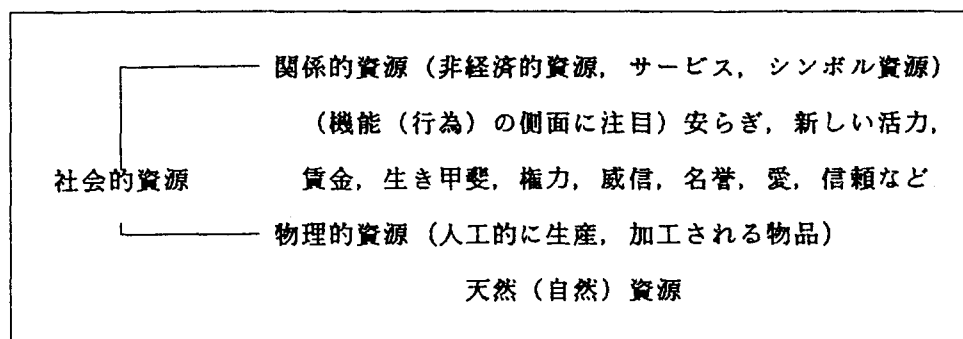 関係的資源（非経済的資源，サービス，シンボル資源）
（機能（行為）の側面に注目）安らぎ，新しい活力，
社会的資源 賃金，生き甲斐，権力，威信，名誉，愛，信頼など
物理的資源（人工的に生産，加工される物品）
天然（自然）資源